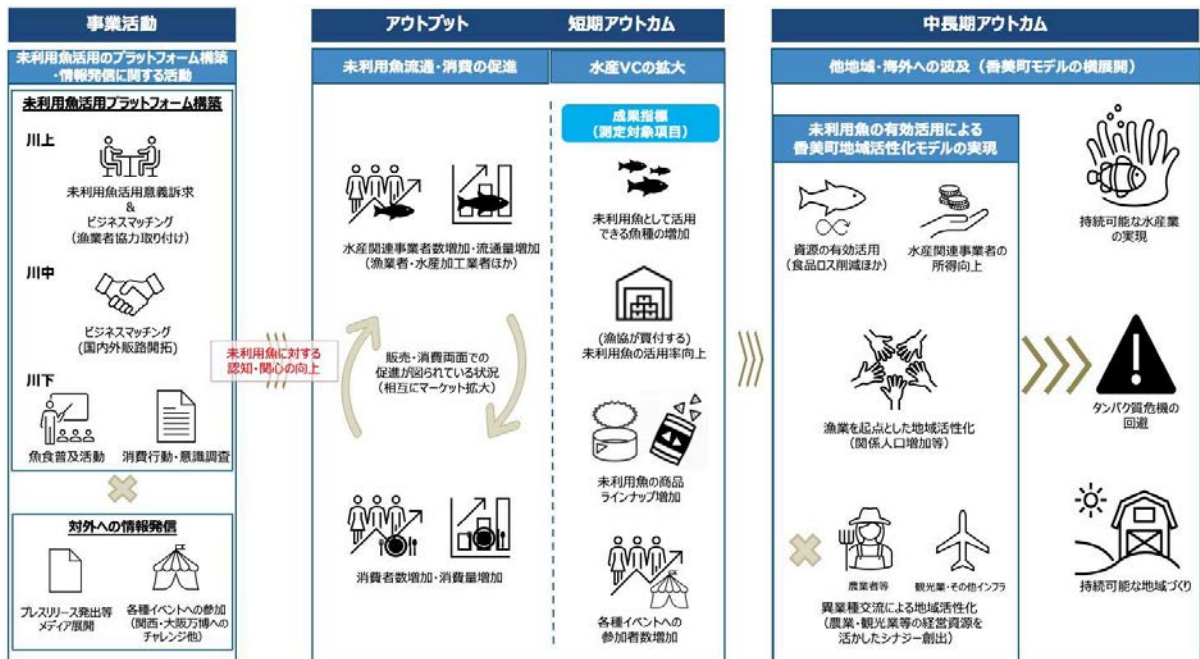 事業活動
未利用魚活用のプラットフォーム構築
・情報発信に関する活動
未利用魚活用プラットフォーム構築
川上
未利用魚活用意義訴求
&
ビジネスマッチング
(漁業者協力取り付け)
川中
ビジネスマッチング
(国内外販路開拓)
川下
魚食普及活動
消費行動・意識調査
対外への情報発信
プレスリリース発出等
メディア展開
各種イベントへの参加
(関西・大阪万博への
チャレンジ他)
未利用魚に対する
認知・関心の向上
アウトプット
短期アウトカム
未利用魚流通・消費の促進
水産関連事業者数増加・流通量増加
(漁業者・水産加工業者ほか)
販売・消費両面での
促進が図られている状況
(相互にマーケット拡大)
消費者数増加・消費量増加
水産VCの拡大
成果指標
(測定対象項目)
未利用魚として活用
できる魚種の増加
(漁協が買付する)
未利用魚の活用率向上
未利用魚の商品
ラインナップ増加
各種イベントへの
参加者数増加
中長期アウトカム
他地域・海外への波及(香美町モデルの横展開)
未利用魚の有効活用による
香美町地域活性化モデルの実現
資源の有効活用
(食品ロス削減ほか)
水産関連事業者の
所得向上
漁業を起点とした地域活性化
(関係人口増加等)
農業者等
観光業・その他インフラ
異業種交流による地域活性化
(農業・観光業等の経営資源を
活かしたシナジー創出)
持続可能な水産業
の実現
タンパク質危機の
回避
持続可能な地域づくり